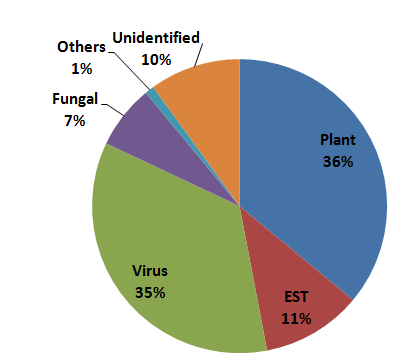 Unidentified
10%
Others
1%
Fungal
7%
Plant
36%
Virus
35%
EST
11%